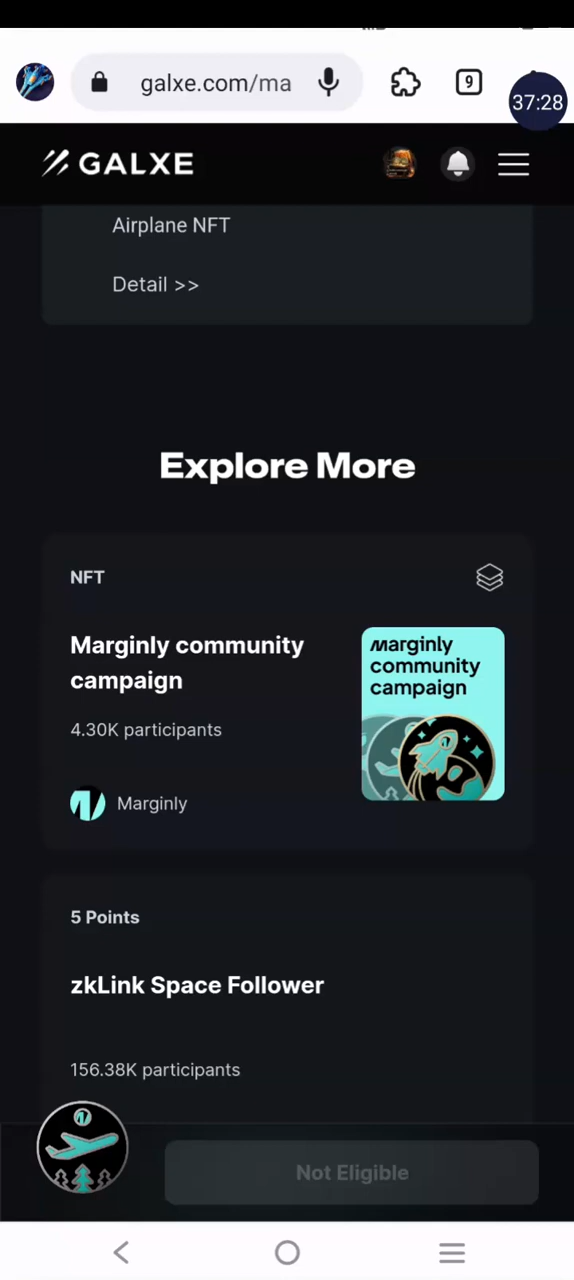 galxe.com/ma
9
37:28
GALXE
Airplane NFT
Detail >>
Explore More
NFT
Marginly community
campaign
4.30K participants
Marginly
marginly
community
campaign
5 Points
zkLink Space Follower
156.38K participants
Not Eligible